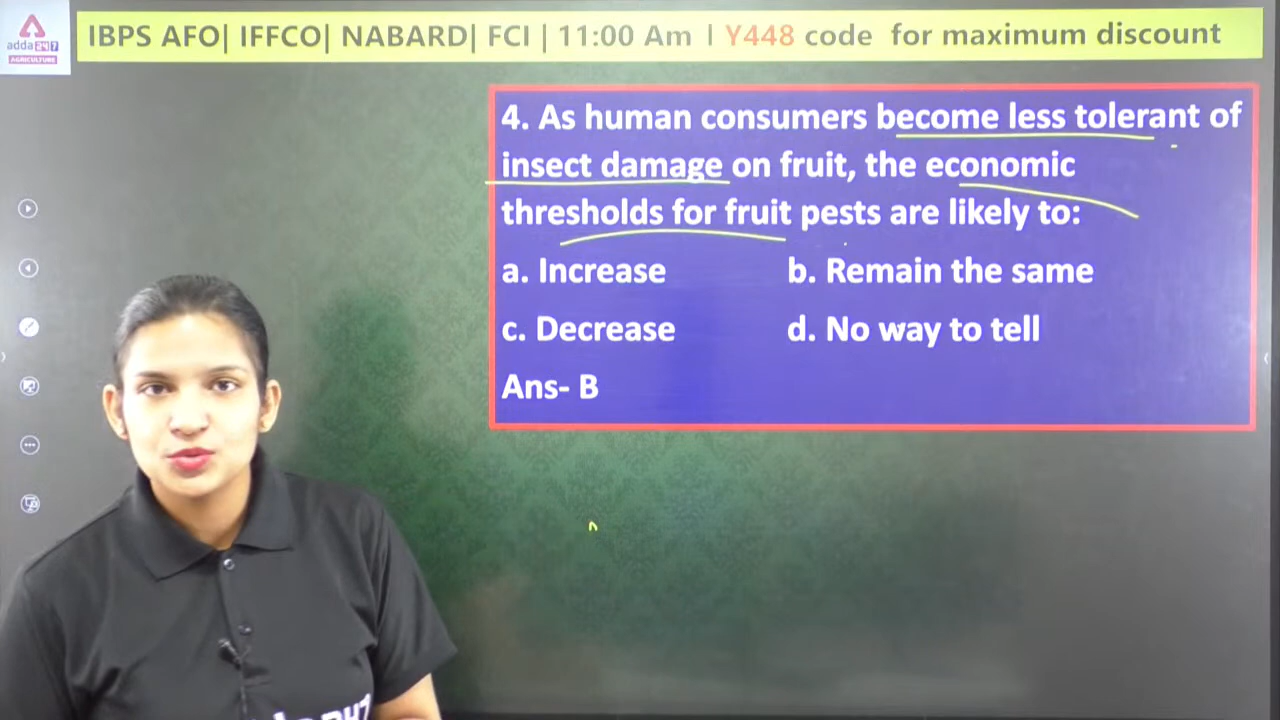 adda 247
AGRICULTURE
IBPS AFO| IFFCO| NABARD| FCI | 11:00 Am I Y448 code for maximum discount
4. As human consumers become less tolerant of
insect damage on fruit, the economic
thresholds for fruit pests are likely to:
a. Increase b. Remain the same
c. Decrease d. No way to tell
Ans- B